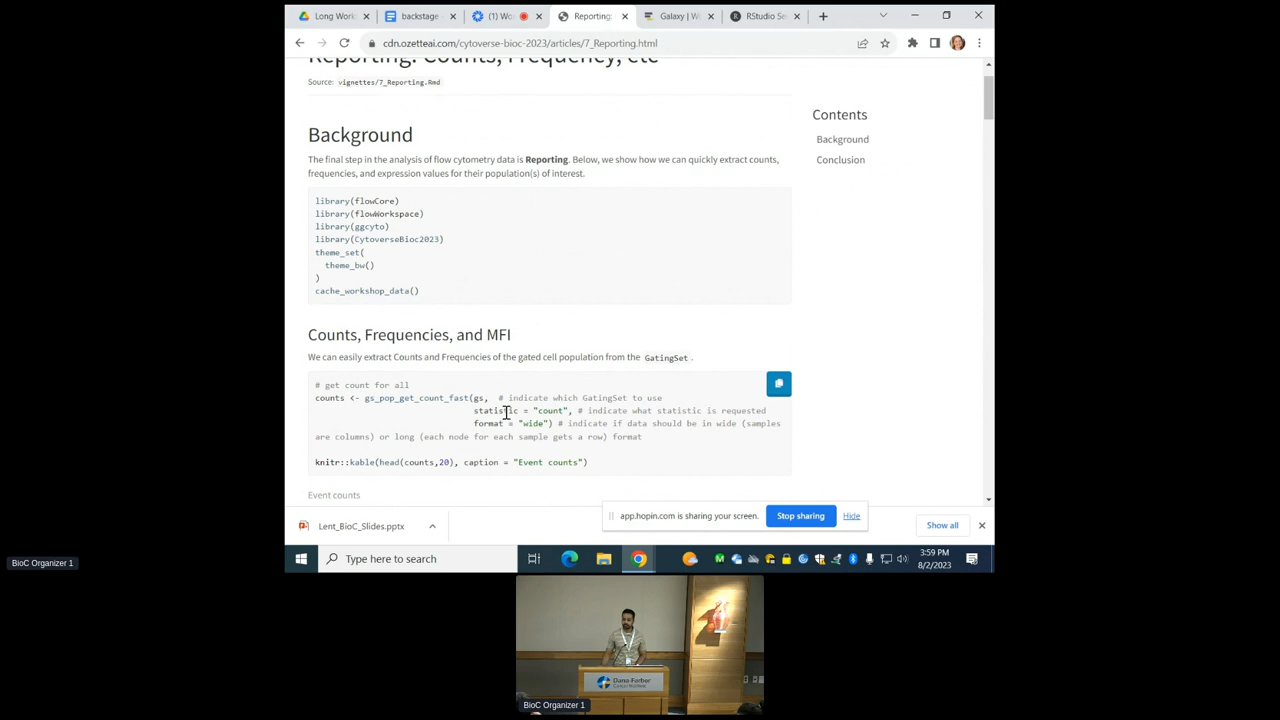 Long Work
backstage
(1) Wo
Reporting:
Galaxy | W
RStudio Se
cdn.ozetteai.com/cytoverse-bioc-2023/articles/7_Reporting.html
Reporting: Counts, Frequency, etc
Source: vignettes/7_Reporting.Rmd
Contents
Background
Conclusion
Background
The final step in the analysis of flow cytometry data is Reporting. Below, we show how we can quickly extract counts,
frequencies, and expression values for their population(s) of interest.
library(flowCore)
library(flowWorkspace)
library(ggcyto)
library(CytoverseBioc2023)
theme_set(
theme_bw()
)
cache_workshop_data()
Counts, Frequencies, and MFI
We can easily extract Counts and Frequencies of the gated cell population from the GatingSet .
# get count for all
counts <- gs_pop_get_count_fast(gs, # indicate which GatingSet to use
statistic = "count", # indicate what statistic is requested
format = "wide") # indicate if data should be in wide (samples
are columns) or long (each node for each sample gets a row) format
knitr::kable(head(counts,20), caption = "Event counts")
Event counts
app.hopin.com is sharing your screen.
Stop sharing
Hide
Lent_BioC_Slides.pptx
Show all
Type here to search
3:59 PM
8/2/2023
BioC Organizer 1
Dana-Farber
BioC Organizer 1